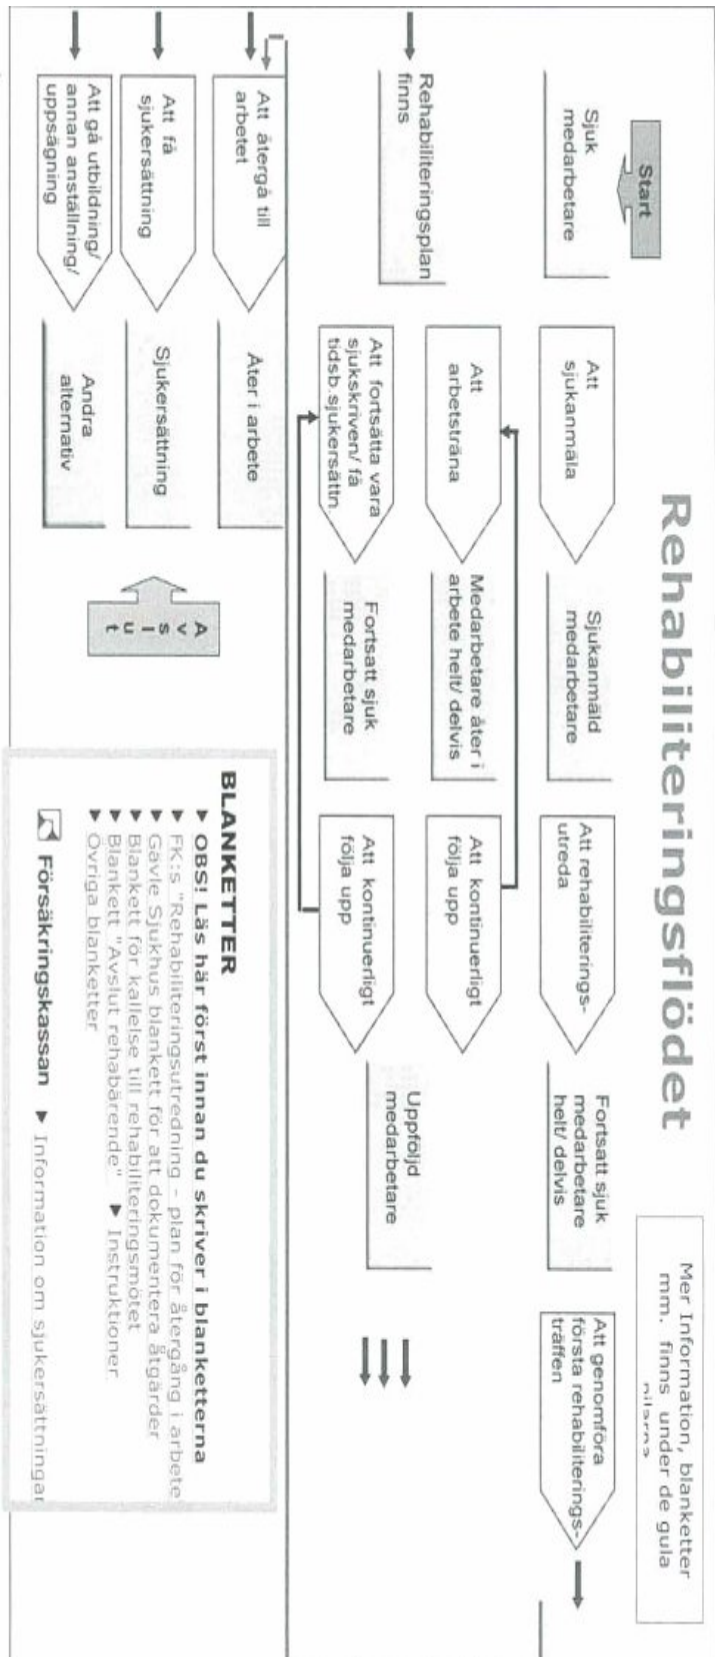 Rehabiliteringsflödet
Mer Information, blanketter
mm. finns under de gula
pilarna
Start
Sjuk
medarbetare
Att
sjukanmäla
Sjukanmäld
medarbetare
Att rehabiliterings-
utreda
Fortsatt sjuk
medarbetare
helt/ delvis
Att genomföra
första rehabiliterings-
träffen
Rehabiliteringsplan
finns
Att
arbetsträna
Medarbetare åter i
arbete helt/ delvis
Att kontinuerligt
följa upp
Uppföljd
medarbetare
Att fortsätta vara
sjukskriven/ få
tidsb.sjukersättn.
Fortsatt sjuk
medarbetare
Att kontinuerligt
följa upp
Att återgå till
arbetet
Åter i arbete
Att få
sjukersättning
Sjukersättning
Att gå utbildning/
annan anställning/
uppsägning
Andra
alternativ
Avslut
BLANKETTER
▶ OBS! Läs här först innan du skriver i blanketterna
▶ FK:s "Rehabiliteringsutredning - plan för återgång i arbete
▶ Gävle Sjukhus blankett för att dokumentera åtgärder
▶ Blankett för kallelse till rehabiliteringsmötet
▶ Blankett "Avslut rehabärende" ▶ Instruktioner
▶ Övriga blanketter
Försäkringskassan ▶ Information om sjukersättningar